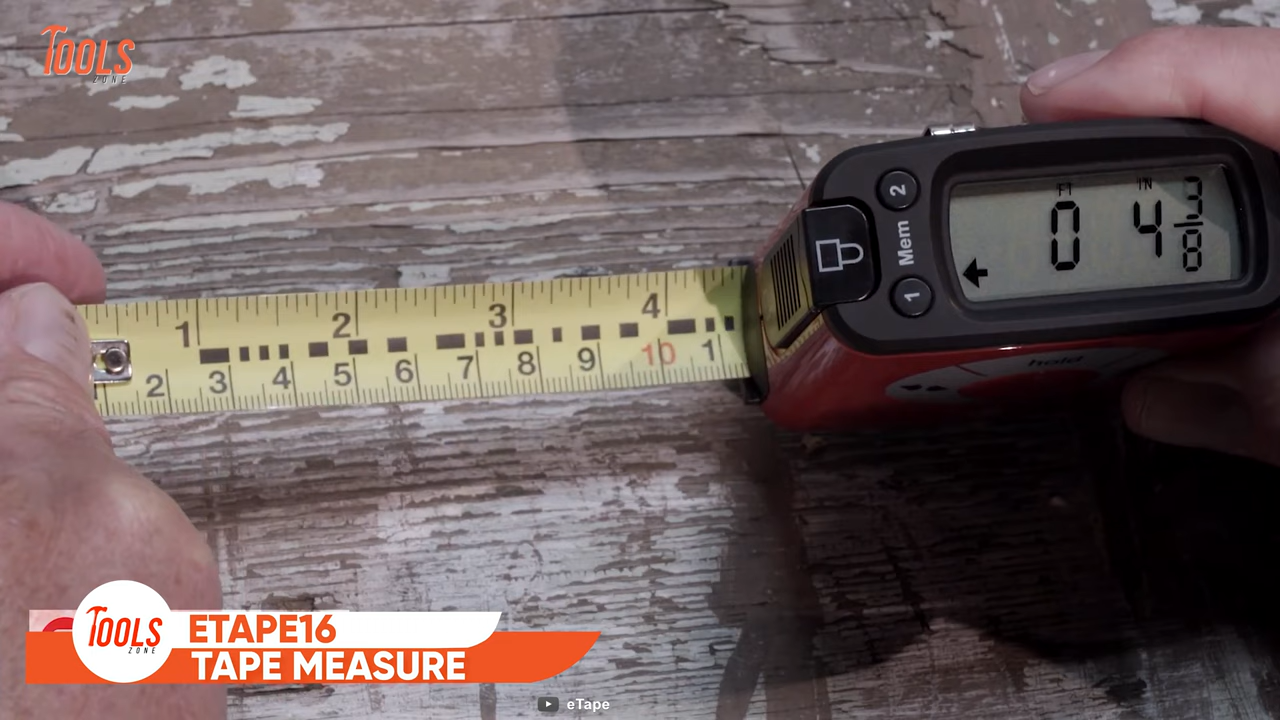 TOOLS
ZONE
2
Mem
1
FT IN
0 4 3/8
hold
1 2 3 4
2 3 4 5 6 7 8 9 10 1
TOOLS
ZONE
ETAPE16
TAPE MEASURE
eTape